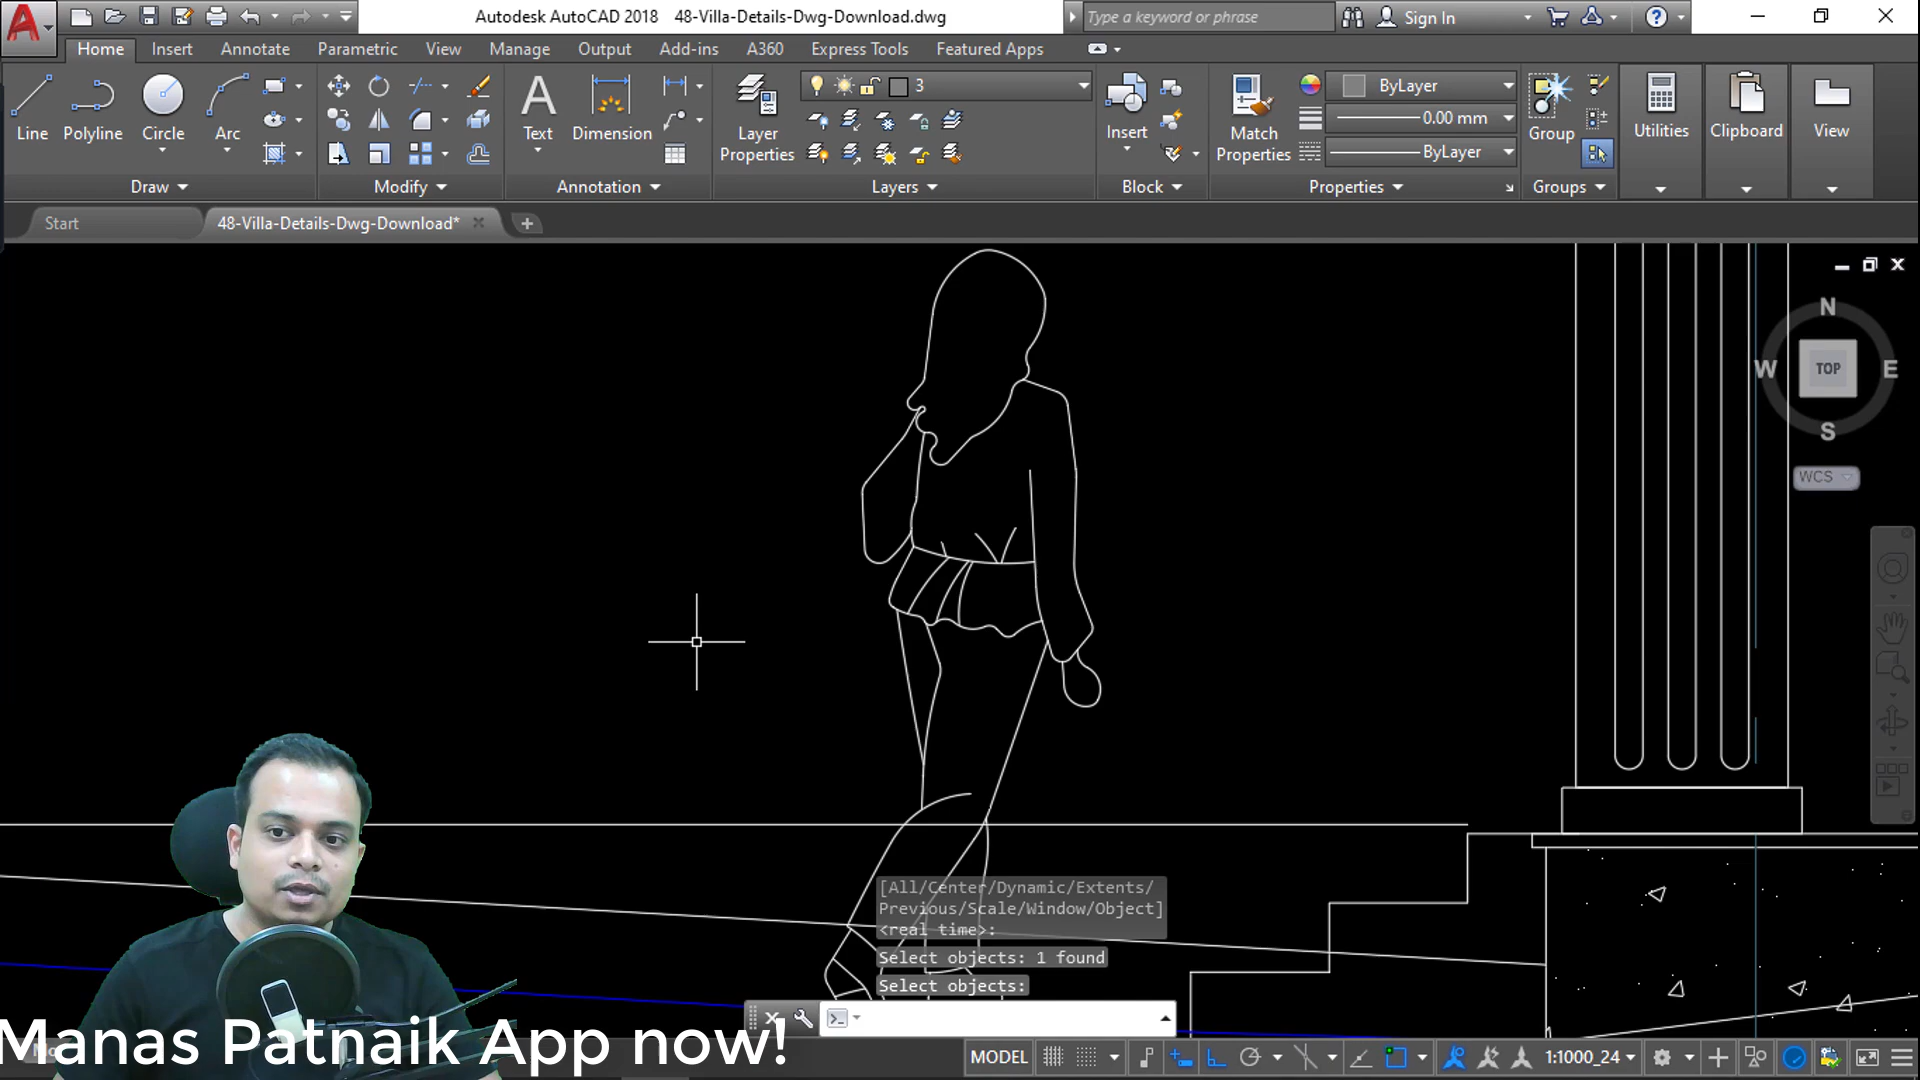 Autodesk AutoCAD 2018 48-Villa-Details-Dwg-Download.dwg
Type a keyword or phrase
Sign In
Home Insert Annotate Parametric View Manage Output Add-ins A360 Express Tools Featured Apps
Line Polyline Circle Arc
Text Dimension
Layer Properties
3
Insert
Match Properties
ByLayer
0.00 mm
ByLayer
Group
Utilities Clipboard View
Draw Modify Annotation Layers Block Properties Groups
Start 48-Villa-Details-Dwg-Download*
N
W TOP E
S
WCS
[All/Center/Dynamic/Extents/
Previous/Scale/Window/Object]
<real time>:
Select objects: 1 found
Select objects:
Manas Patnaik App now!
MODEL 1:1000_24